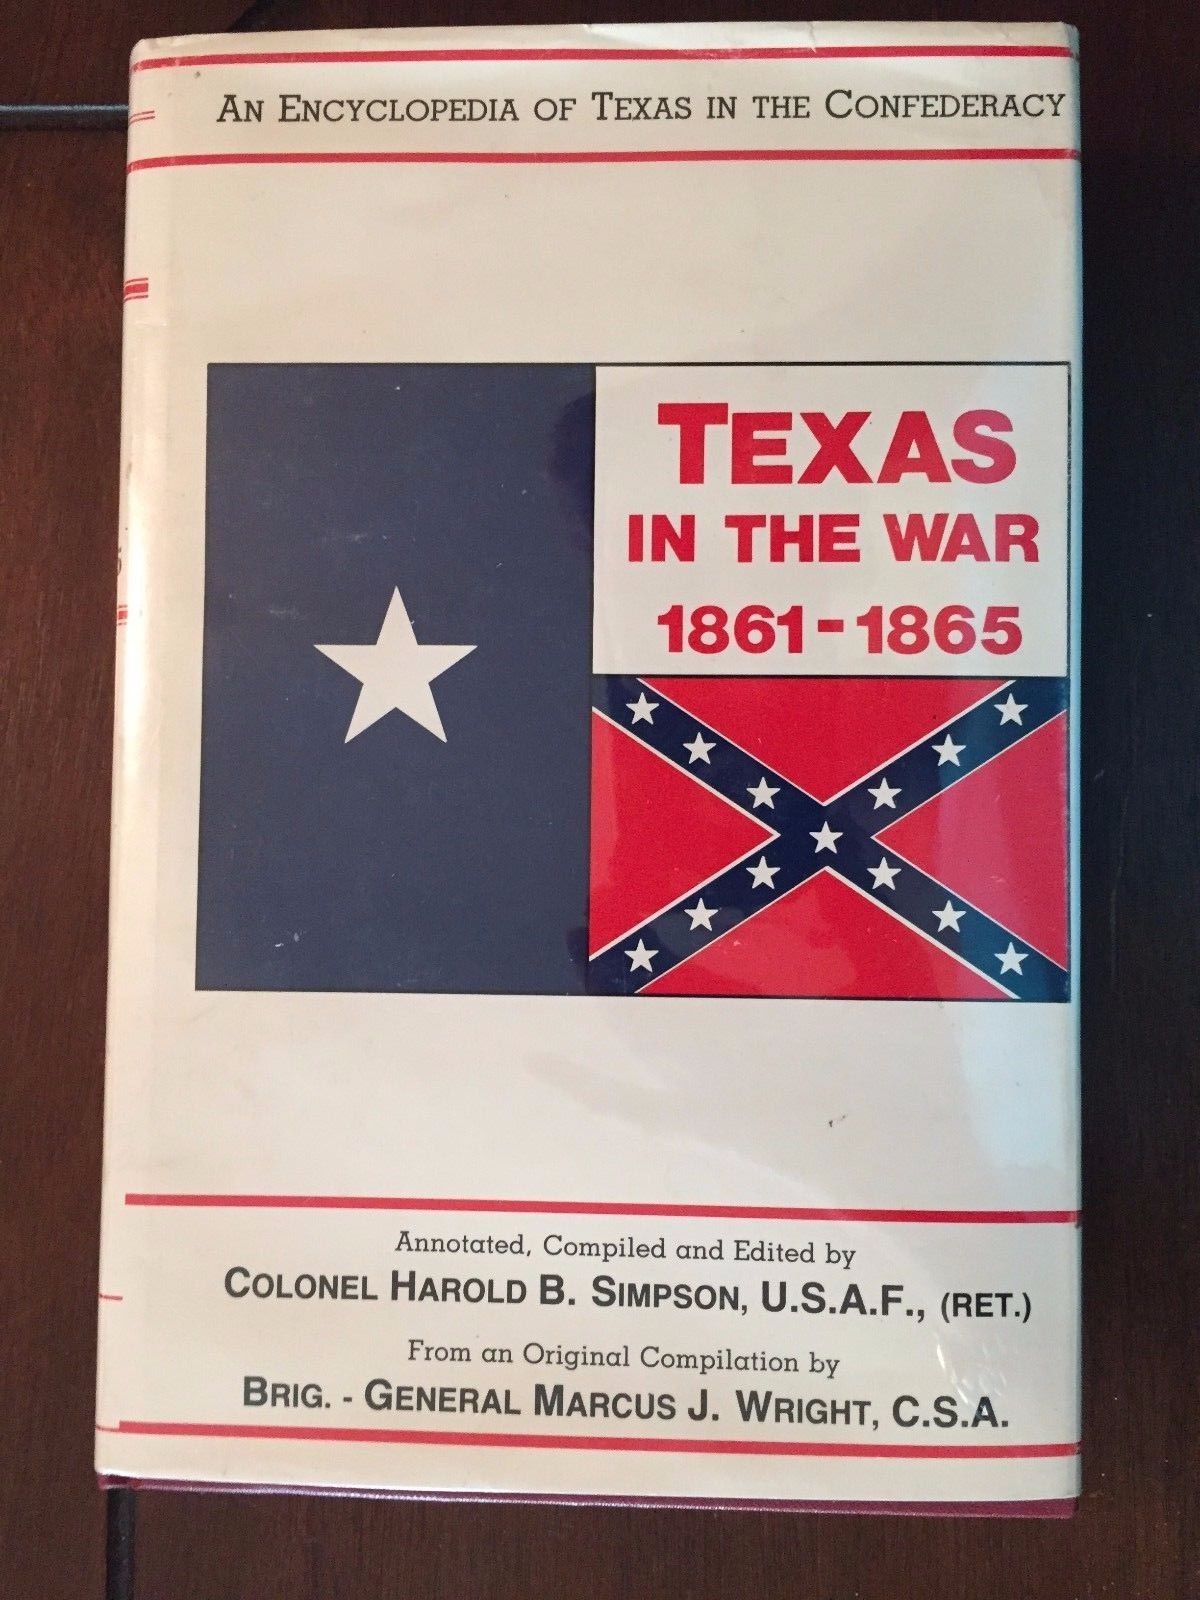 AN ENCYCLOPEDIA OF TEXAS IN THE CONFEDERACY
TEXAS
IN THE WAR
1861-1865
Annotated, Compiled and Edited by
COLONEL HAROLD B. SIMPSON, U.S.A.F., (RET.)
From an Original Compilation by
BRIG. - GENERAL MARCUS J. WRIGHT, C.S.A.